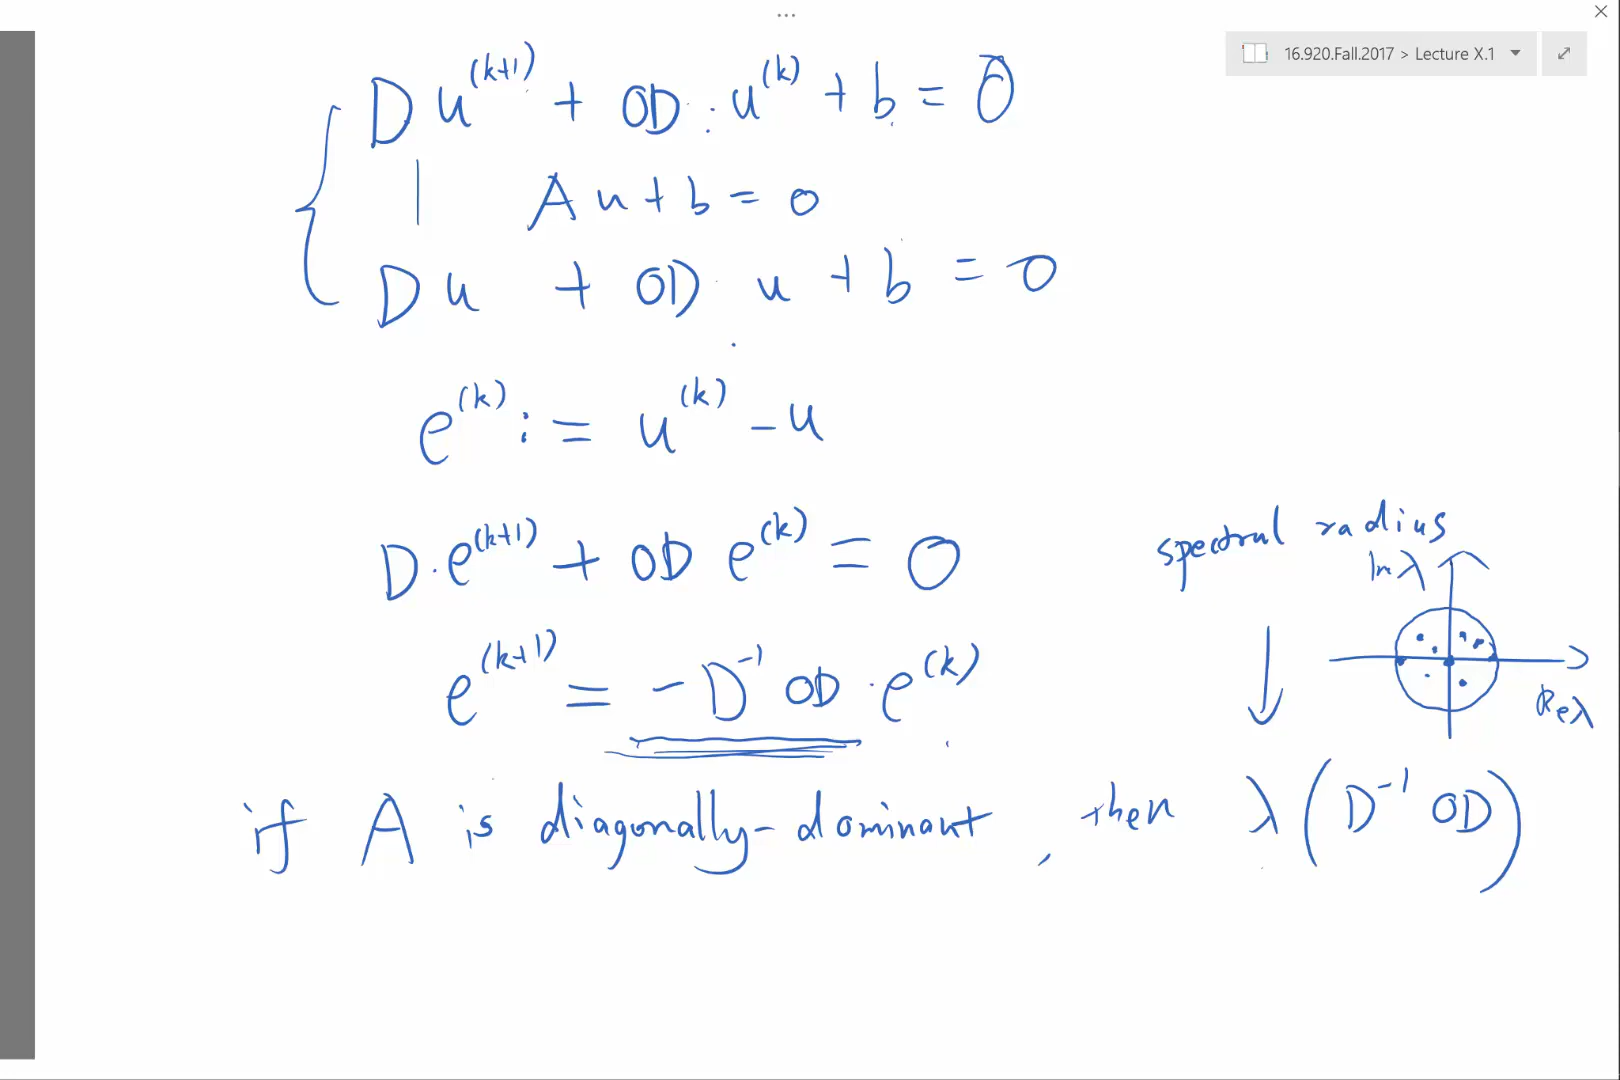 ...
16.920.Fall.2017 > Lecture X.1
D u^(k+1) + OD · u^(k) + b = 0
A u + b = 0
D u + OD u + b = 0
e^(k) := u^(k) - u
D · e^(k+1) + OD e^(k) = 0
spectral radius
Im λ
Re λ
e^(k+1) = - D^-1 OD · e^(k)
if A is diagonally-dominant, then λ (D^-1 OD)